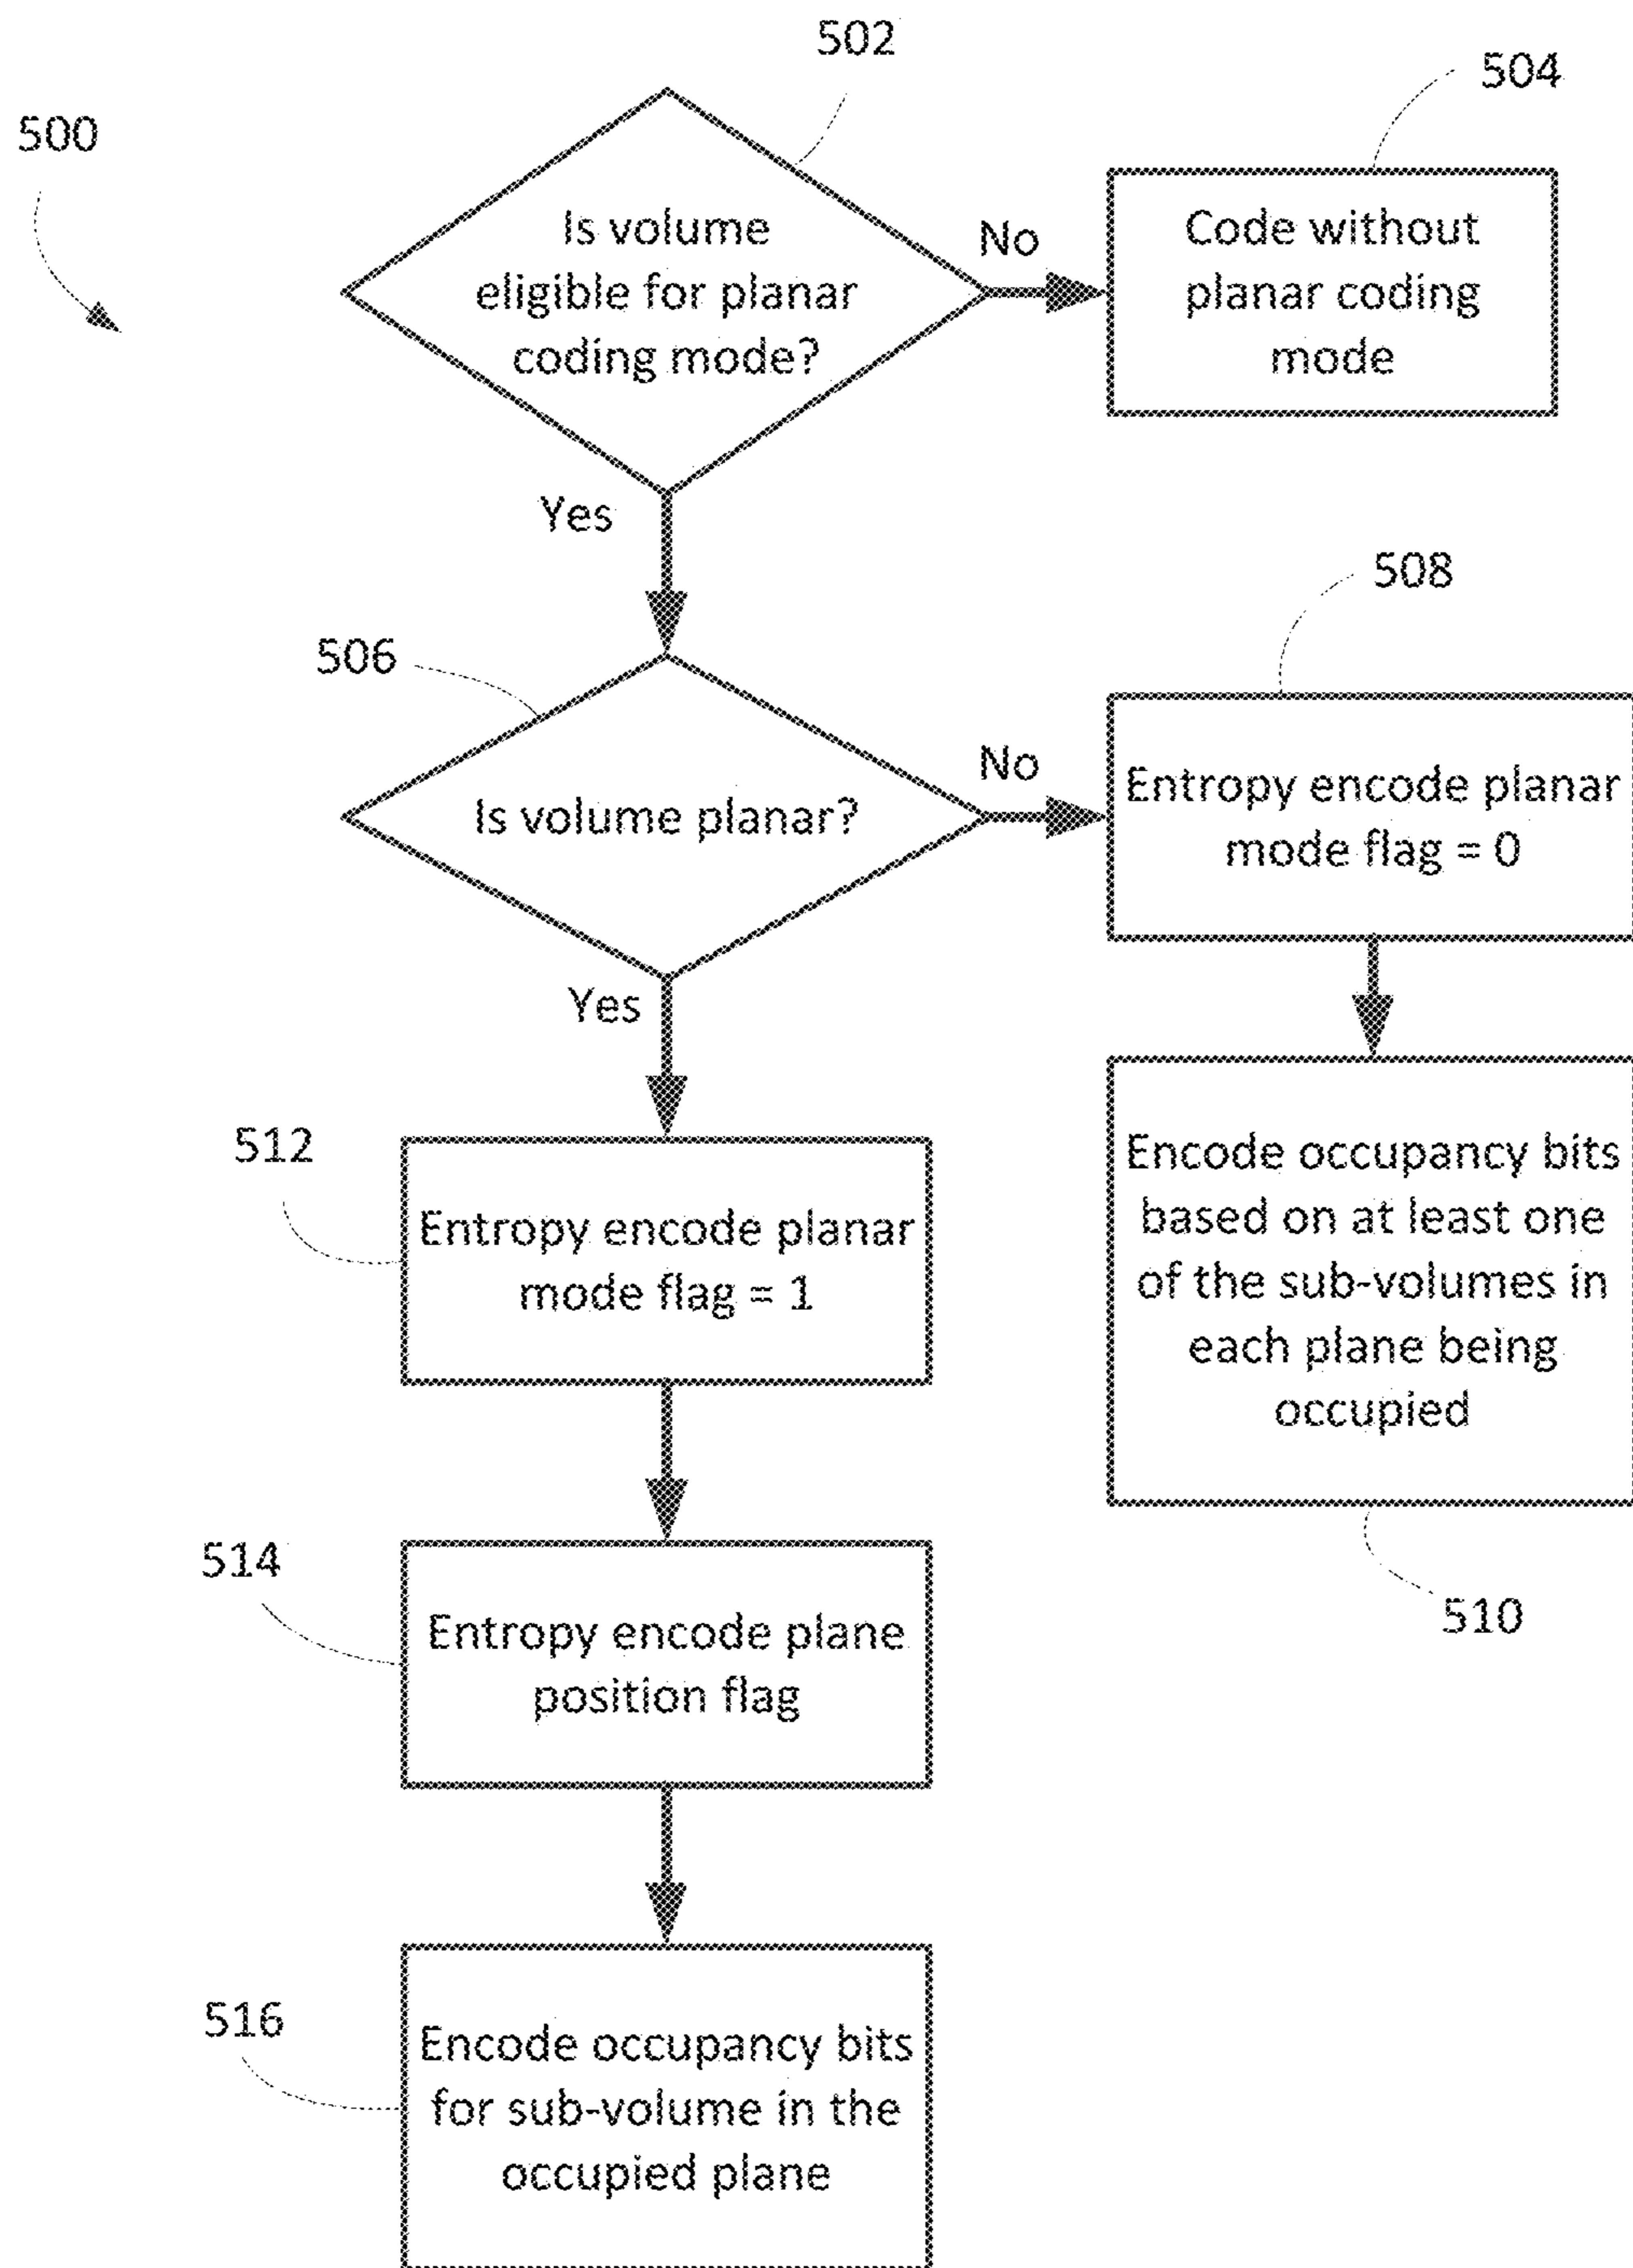 502
504
500
Is volume
eligible for planar
coding mode?
No
Code without
planar coding
mode
Yes
508
506
Is volume planar?
No
Entropy encode planar
mode flag = 0
Yes
512
Entropy encode planar
mode flag = 1
Encode occupancy bits
based on at least one
of the sub-volumes in
each plane being
occupied
510
514
Entropy encode plane
position flag
516
Encode occupancy bits
for sub-volume in the
occupied plane